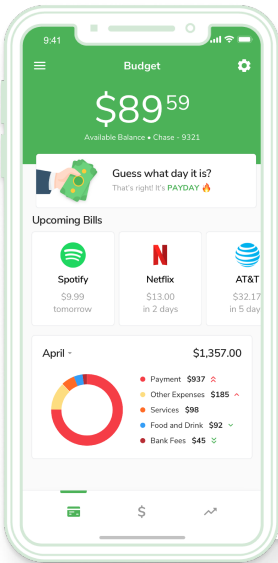 9:41
Budget
$89 59
Available Balance • Chase - 9321
Guess what day it is?
That's right! It's PAYDAY 🔥
Upcoming Bills
Spotify
$9.99
tomorrow
Netflix
$13.00
in 2 days
AT&T
$32.17
in 5 day
April
$1,357.00
Payment $937
Other Expenses $185
Services $98
Food and Drink $92
Bank Fees $45
$